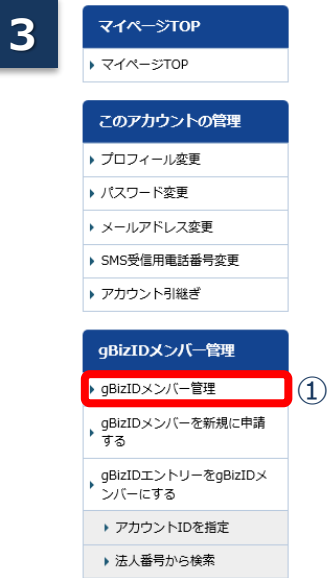 3
マイページTOP
マイページTOP
このアカウントの管理
プロフィール変更
パスワード変更
メールアドレス変更
SMS受信用電話番号変更
アカウント引継ぎ
gBizIDメンバー管理
gBizIDメンバー管理
①
gBizIDメンバーを新規に申請
する
gBizIDエントリーをgBizIDメ
ンバーにする
アカウントIDを指定
法人番号から検索